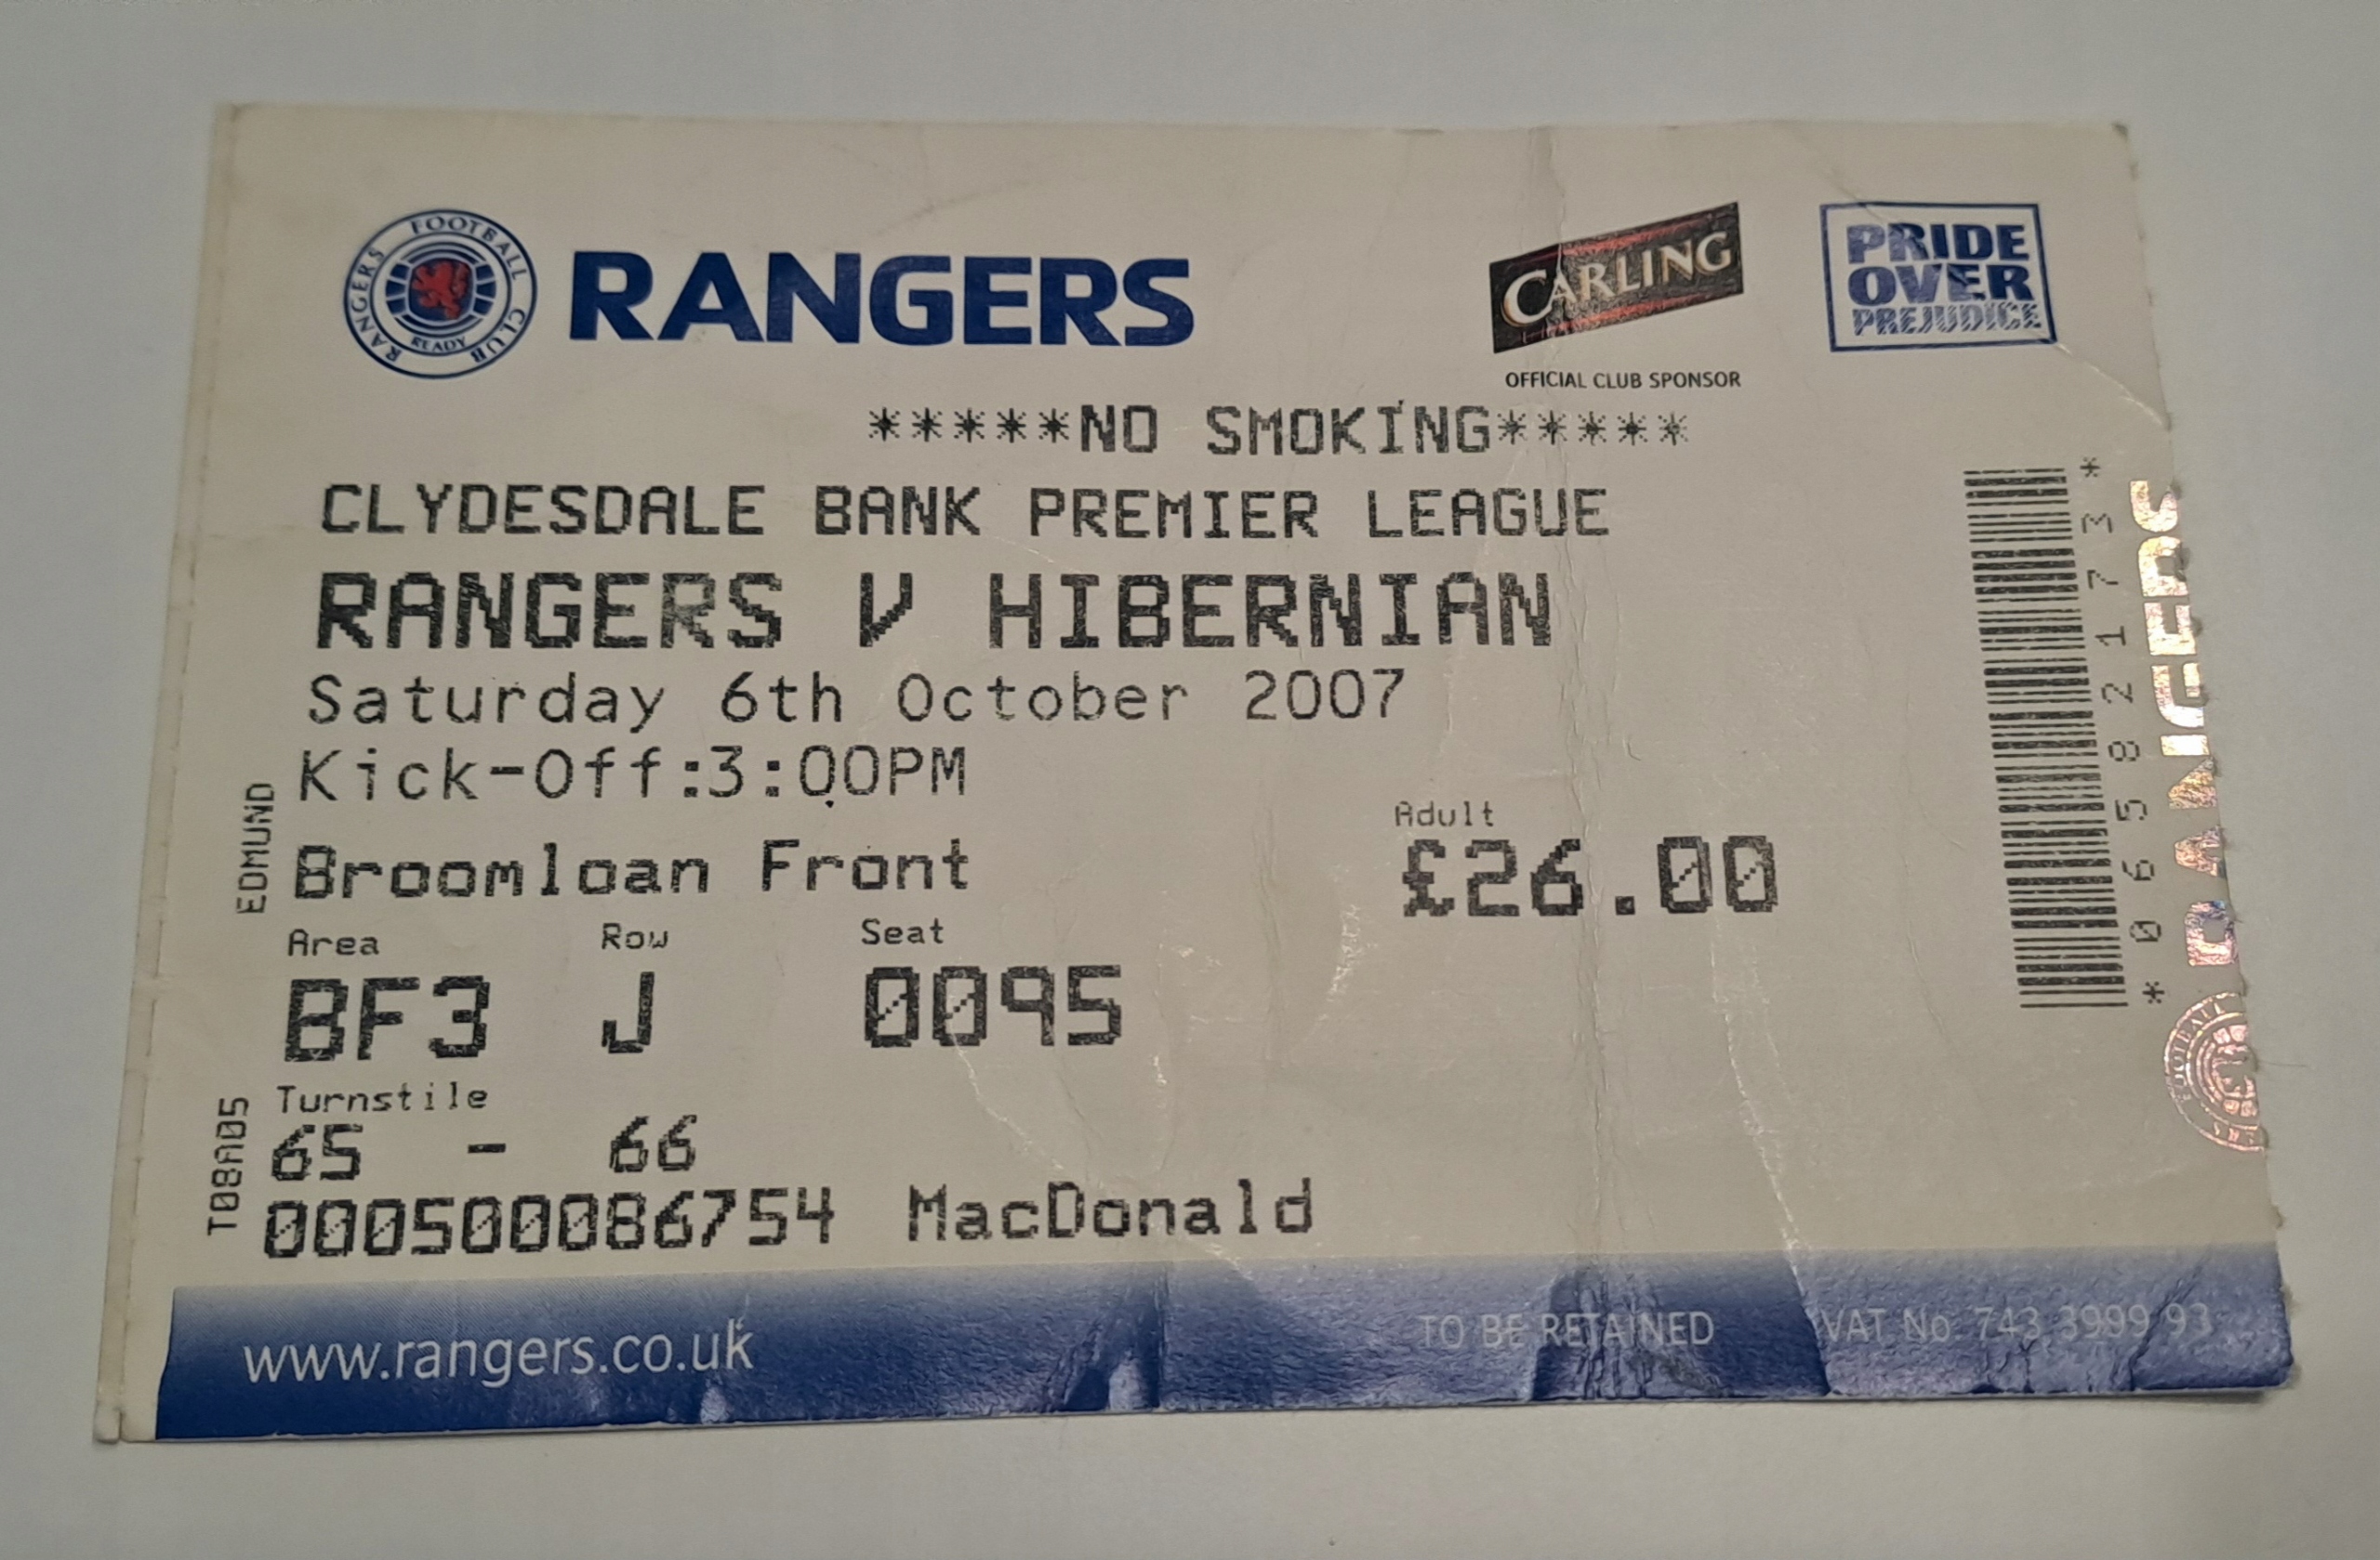 RANGERS FOOTBALL CLUB
READY
RANGERS
CARLING
OFFICIAL CLUB SPONSOR
PRIDE
OVER
PREJUDICE
*****NO SMOKING*****
CLYDESDALE BANK PREMIER LEAGUE
RANGERS V HIBERNIAN
Saturday 6th October 2007
Kick-Off:3:00PM
EDMUND
Broomloan Front
Adult
£26.00
Area Row Seat
BF3 J 0095
T08A05
Turnstile
65 - 66
000500086754 MacDonald
*065882173*
RANGERS
FOOTBALL
www.rangers.co.uk
TO BE RETAINED VAT No 743 3999 93